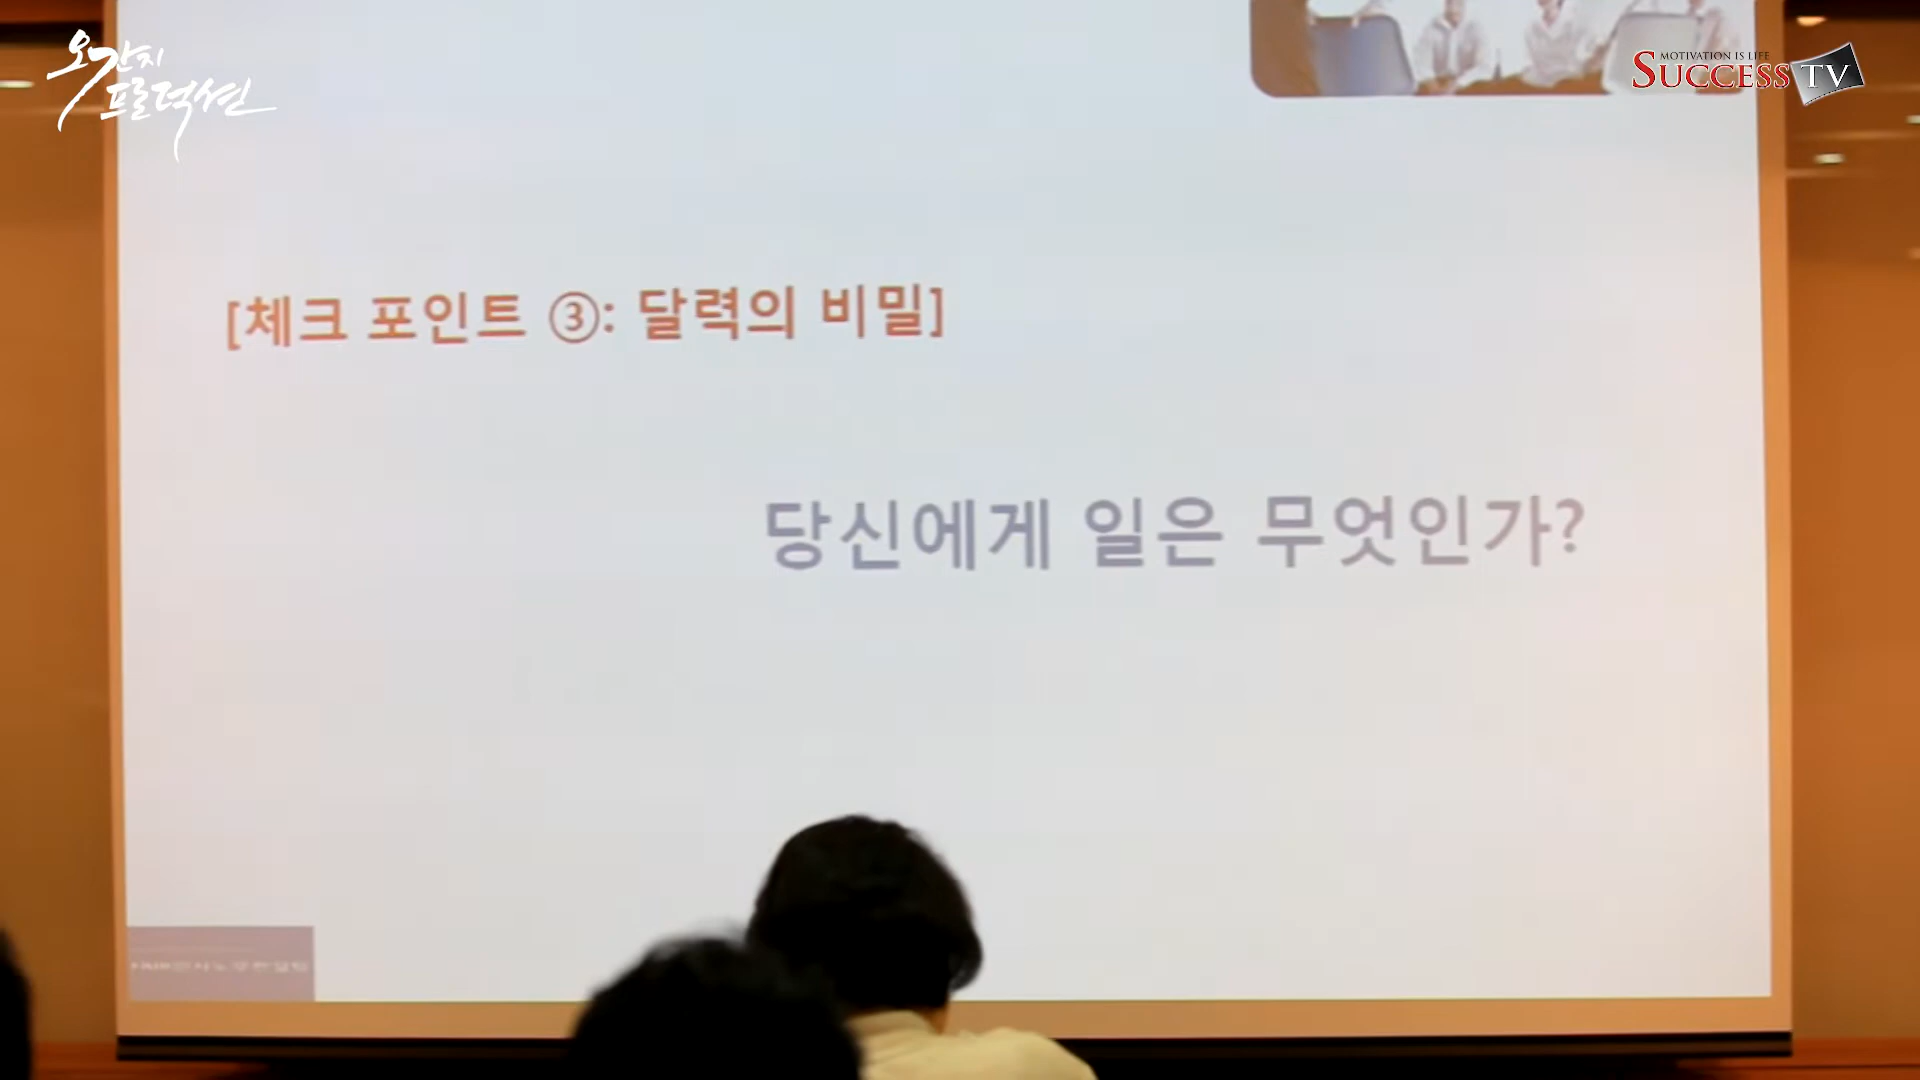 오간지
프로덕션
MOTIVATION IS LIFE
SUCCESS TV
[체크 포인트 ③: 달력의 비밀]
당신에게 일은 무엇인가?